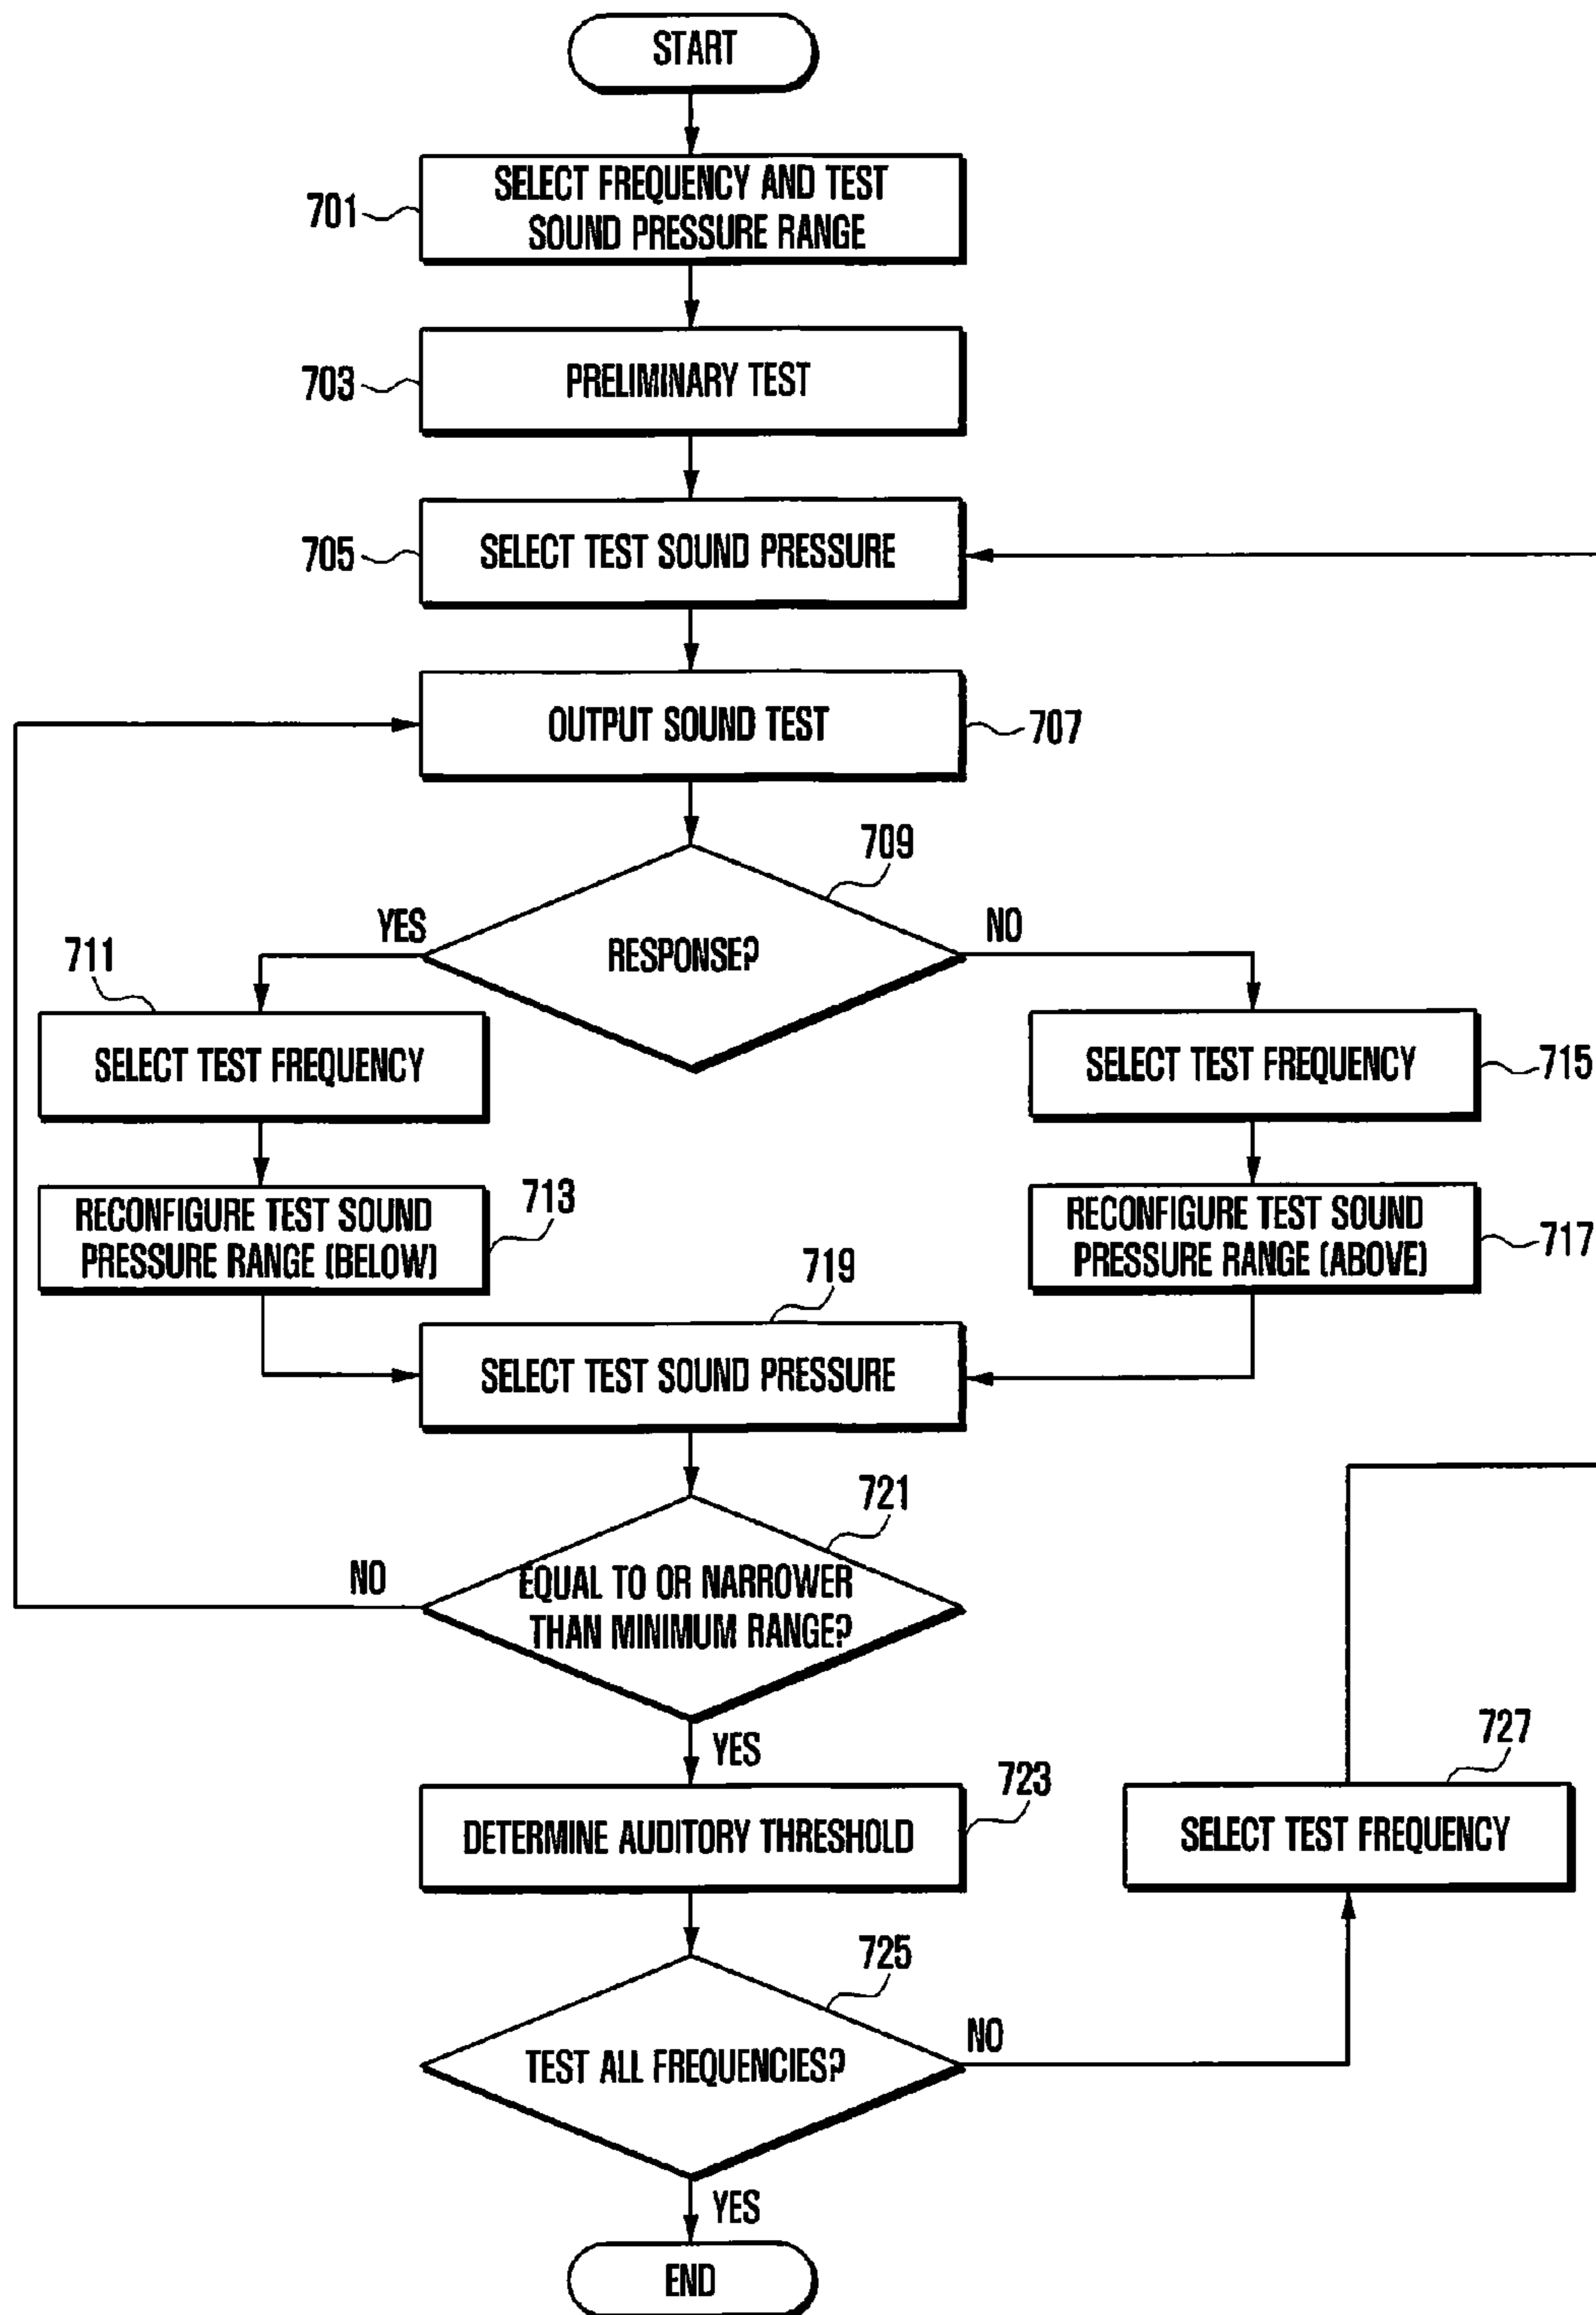 START
701
SELECT FREQUENCY AND TEST
SOUND PRESSURE RANGE
703
PRELIMINARY TEST
705
SELECT TEST SOUND PRESSURE
OUTPUT SOUND TEST
707
709
YES
RESPONSE?
NO
711
SELECT TEST FREQUENCY
SELECT TEST FREQUENCY
715
RECONFIGURE TEST SOUND
PRESSURE RANGE (BELOW)
713
RECONFIGURE TEST SOUND
PRESSURE RANGE (ABOVE)
717
719
SELECT TEST SOUND PRESSURE
721
NO
EQUAL TO OR NARROWER
THAN MINIMUM RANGE?
YES
723
DETERMINE AUDITORY THRESHOLD
727
SELECT TEST FREQUENCY
725
TEST ALL FREQUENCIES?
NO
YES
END